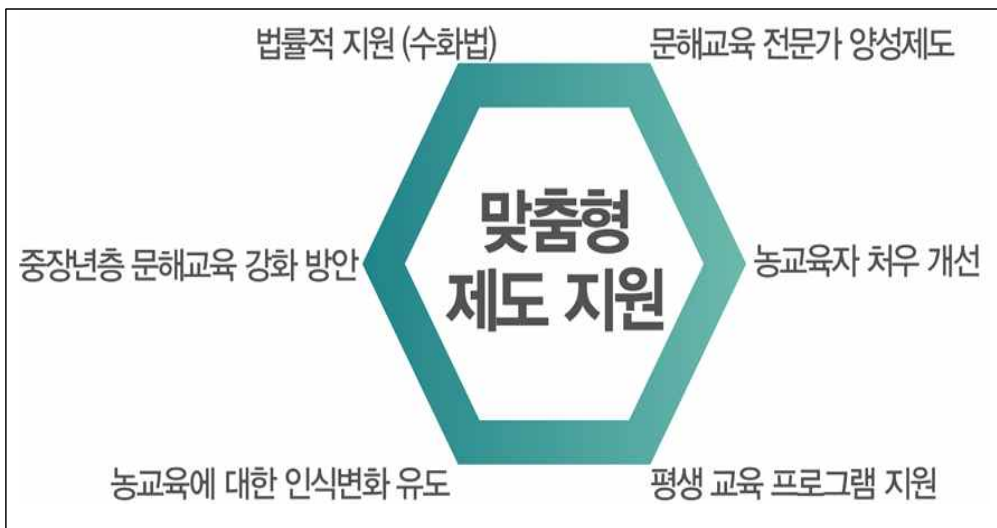 법률적 지원 (수화법)
문해교육 전문가 양성제도
맞춤형
제도 지원
중장년층 문해교육 강화 방안
농교육자 처우 개선
농교육에 대한 인식변화 유도
평생 교육 프로그램 지원